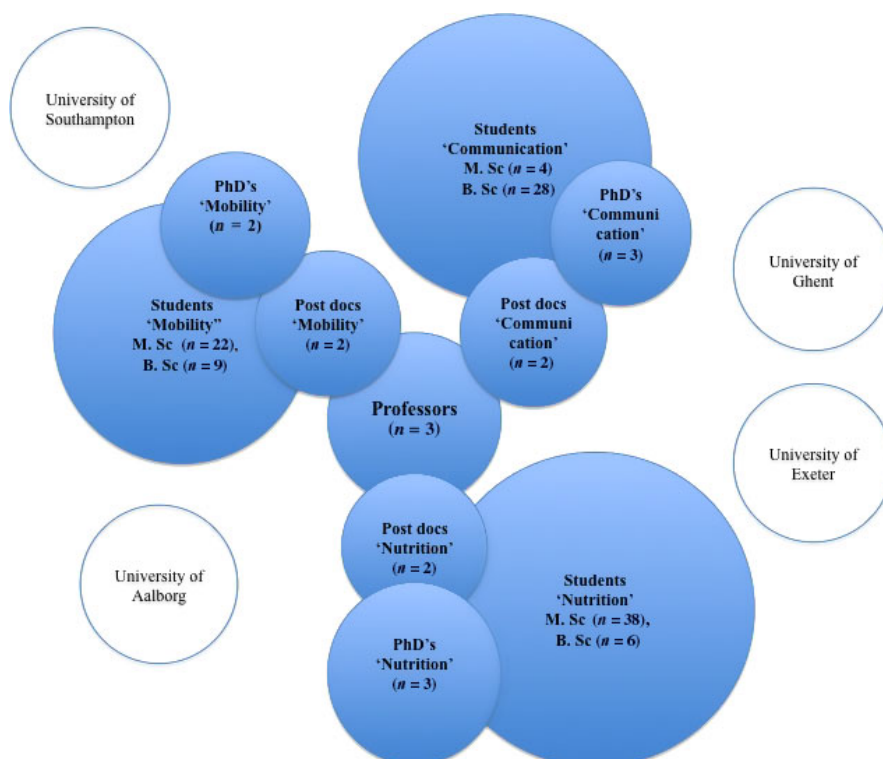 University of
Southampton
Students
‘Communication’
M. Sc (n = 4)
B. Sc (n = 28)
PhD’s
‘Mobility’
(n = 2)
PhD’s
‘Communi
cation’
(n = 3)
University of
Ghent
Students
‘Mobility”
M. Sc (n = 22),
B. Sc (n = 9)
Post docs
‘Mobility’
(n = 2)
Post docs
‘Communi
cation’
(n = 2)
Professors
(n = 3)
University of
Exeter
Post docs
‘Nutrition’
(n = 2)
University of
Aalborg
Students
‘Nutrition’
M. Sc (n = 38),
B. Sc (n = 6)
PhD’s
‘Nutrition’
(n = 3)